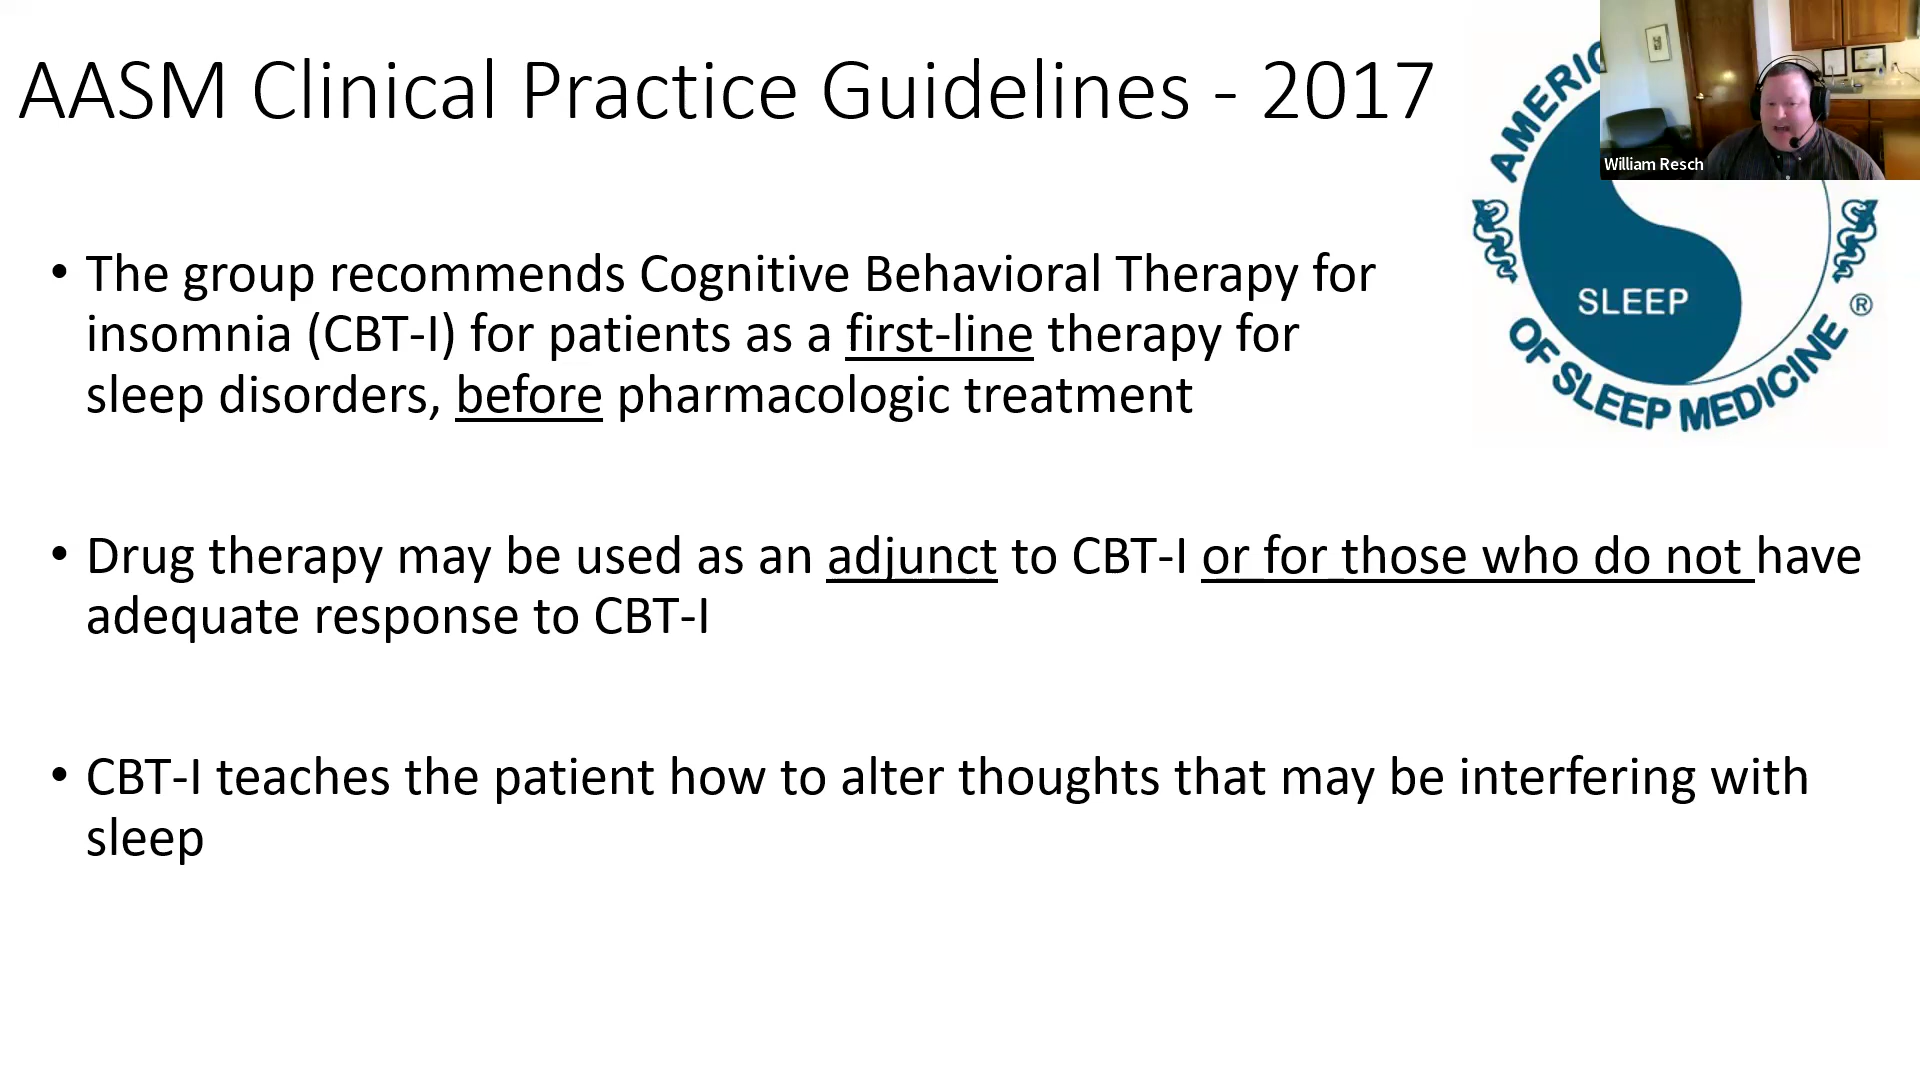 AASM Clinical Practice Guidelines - 2017
William Resch
• The group recommends Cognitive Behavioral Therapy for
insomnia (CBT-I) for patients as a first-line therapy for
sleep disorders, before pharmacologic treatment
SLEEP
®
OF SLEEP MEDICINE
• Drug therapy may be used as an adjunct to CBT-I or for those who do not have
adequate response to CBT-I
• CBT-I teaches the patient how to alter thoughts that may be interfering with
sleep